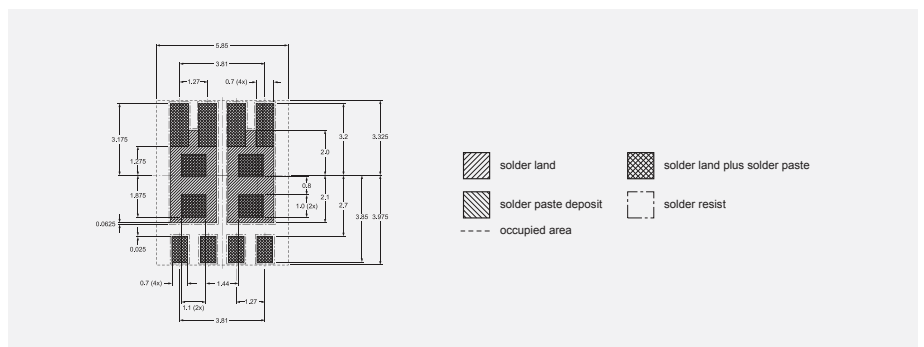 5.85
3.81
1.27
0.7 (4x)
3.175
3.2
3.325
1.275
2.0
0.8
1.875
2.1
2.7
1.0 (2x)
3.85
3.975
0.0625
0.025
0.7 (4x)
1.44
1.1 (2x)
1.27
3.81
solder land
solder land plus solder paste
solder paste deposit
solder resist
occupied area